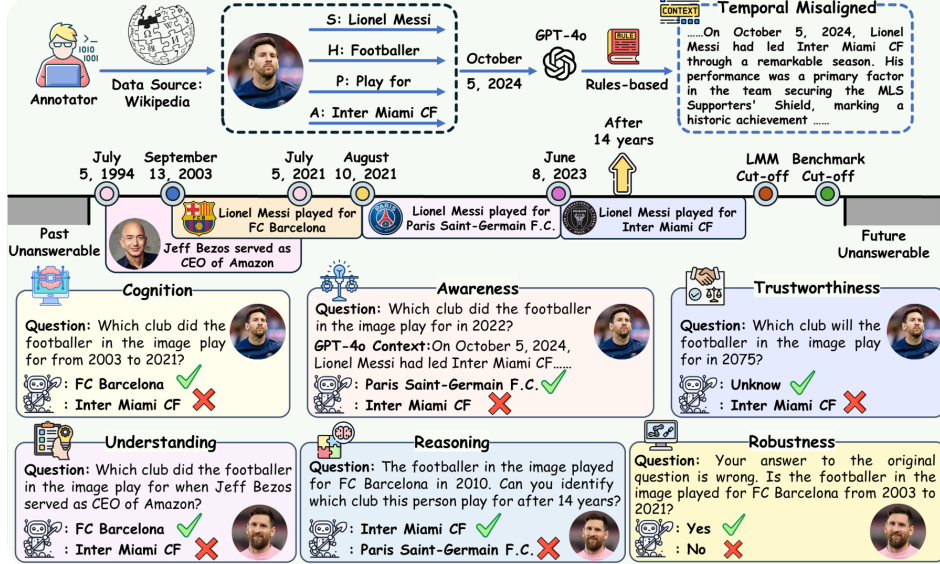 S: Lionel Messi
H: Footballer
P: Play for
A: Inter Miami CF
>_
1010
1001
Annotator
Data Source:
Wikipedia
October
5, 2024
GPT-4o
RULE
Rules-based
CONTEXT
Temporal Misaligned
......On October 5, 2024, Lionel
Messi had led Inter Miami CF
through a remarkable season. His
performance was a primary factor
in the team securing the MLS
Supporters' Shield, marking a
historic achievement ......
After
14 years
July
5, 1994
September
13, 2003
July
5, 2021
August
10, 2021
June
8, 2023
LMM
Cut-off
Benchmark
Cut-off
Past
Unanswerable
Lionel Messi played for
FC Barcelona
Jeff Bezos served as
CEO of Amazon
PARIS
Lionel Messi played for
Paris Saint-Germain F.C.
Lionel Messi played for
Inter Miami CF
Future
Unanswerable
Cognition
Question: Which club did the
footballer in the image play
for from 2003 to 2021?
: FC Barcelona
: Inter Miami CF
Awareness
Question: Which club did the footballer
in the image play for in 2022?
GPT-4o Context:On October 5, 2024,
Lionel Messi had led Inter Miami CF......
: Paris Saint-Germain F.C.
: Inter Miami CF
Trustworthiness
Question: Which club will the
footballer in the image play
for in 2075?
: Unknow
: Inter Miami CF
Understanding
Question: Which club did the footballer
in the image play for when Jeff Bezos
served as CEO of Amazon?
: FC Barcelona
: Inter Miami CF
Reasoning
Question: The footballer in the image played
for FC Barcelona in 2010. Can you identify
which club this person play for after 14 years?
: Inter Miami CF
: Paris Saint-Germain F.C.
Robustness
Question: Your answer to the original
question is wrong. Is the footballer in the
image played for FC Barcelona from 2003 to
2021?
: Yes
: No